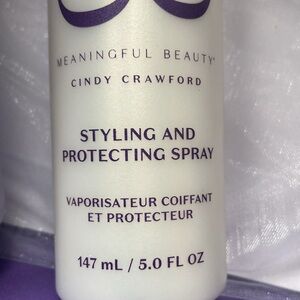 MEANINGFUL BEAUTY®
CINDY CRAWFORD
STYLING AND
PROTECTING SPRAY
VAPORISATEUR COIFFANT
ET PROTECTEUR
147 mL / 5.0 FL OZ